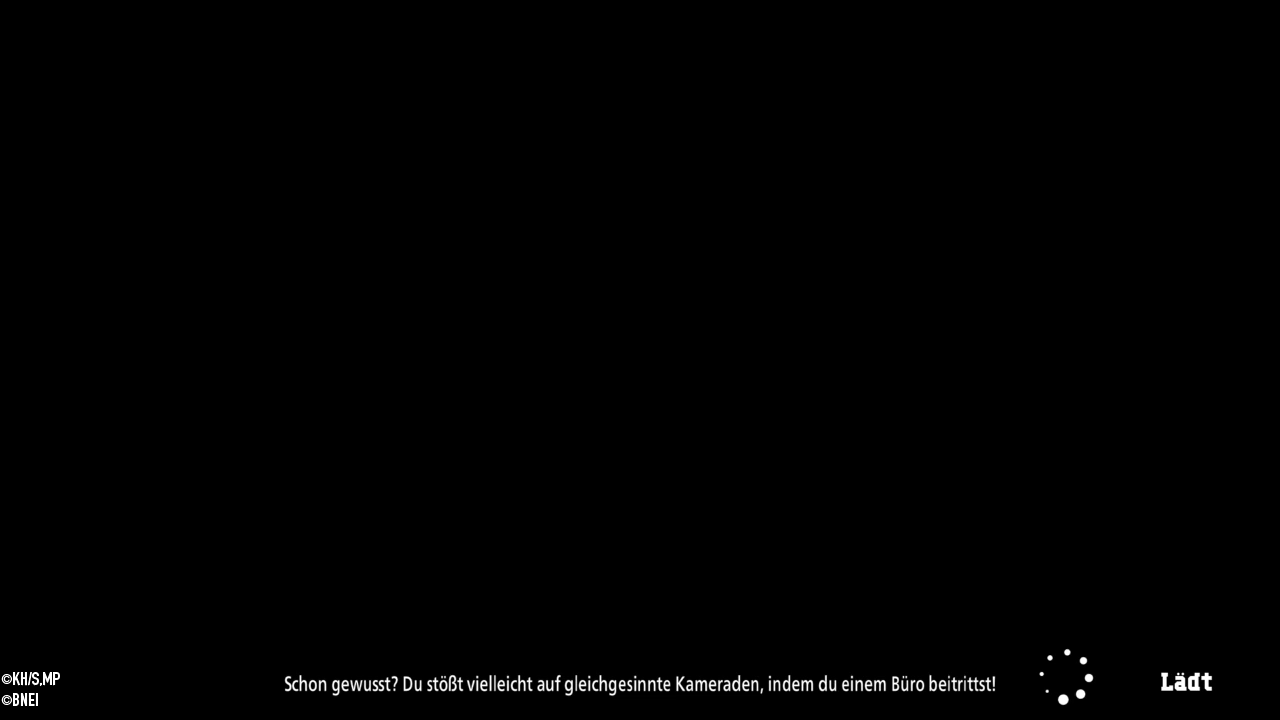 Schon gewusst? Du stößt vielleicht auf gleichgesinnte Kameraden, indem du einem Büro beitrittst!
Lädt
©KH/S,MP
©BNEI